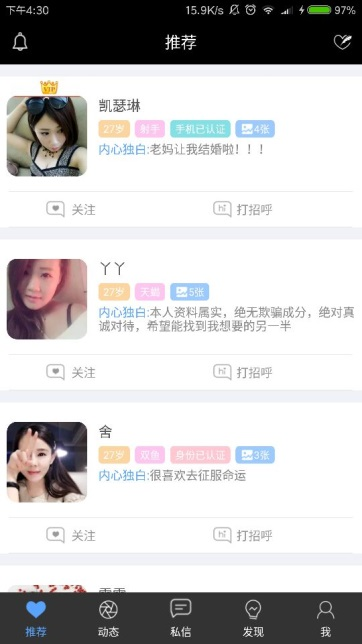 下午4:30
15.9K/s
97%
推荐
VIP
凯瑟琳
27岁 射手 手机已认证 4张
内心独白:老妈让我结婚啦！！！
关注
hi 打招呼
丫丫
27岁 天蝎 5张
内心独白:本人资料属实，绝无欺骗成分，绝对真
诚对待，希望能找到我想要的另一半
关注
hi 打招呼
舍
27岁 双鱼 身份已认证 3张
内心独白:很喜欢去征服命运
关注
hi 打招呼
推荐
动态
私信
发现
我